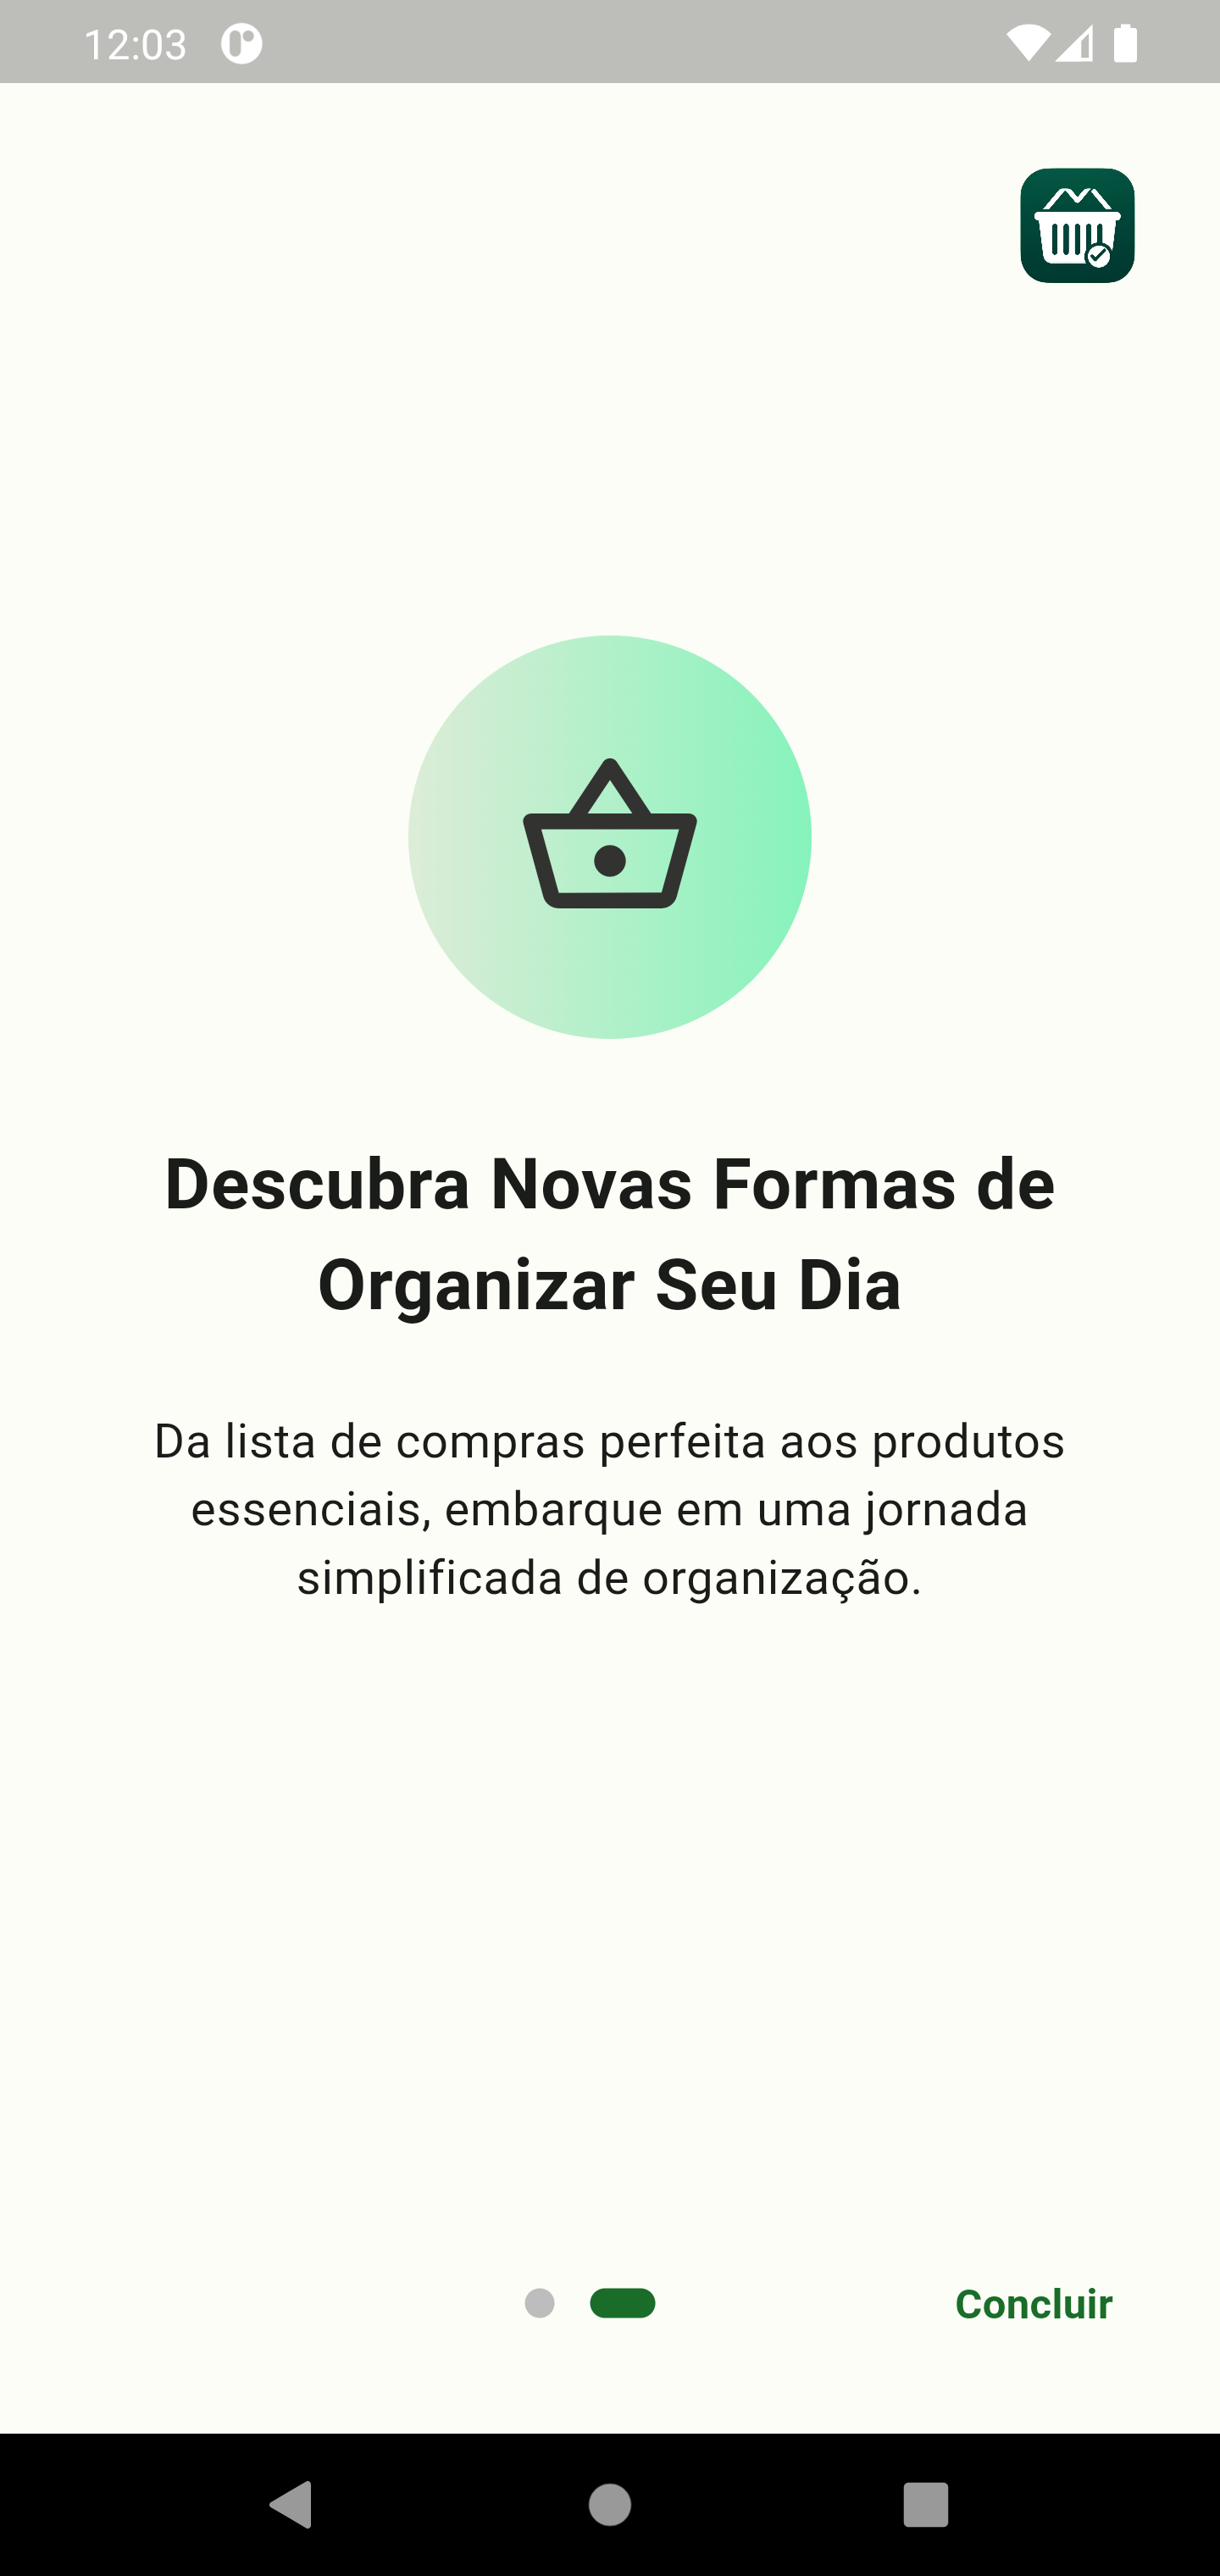 12:03
Descubra Novas Formas de
Organizar Seu Dia
Da lista de compras perfeita aos produtos
essenciais, embarque em uma jornada
simplificada de organização.
Concluir